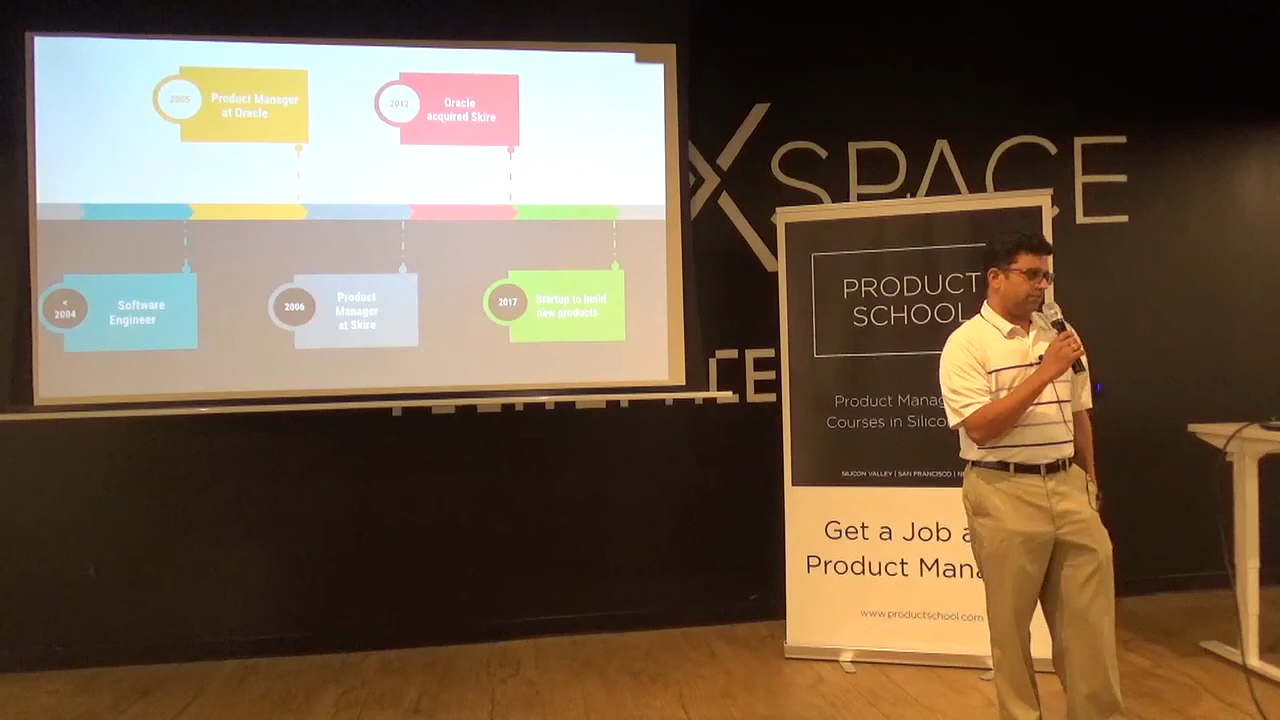 2005
Product Manager
at Oracle
2012
Oracle
acquired Skire
<
2004
Software
Engineer
2006
Product
Manager
at Skire
2017
Startup to build
new products
XSPACE
CE
PRODUCT
SCHOOL
Product Manag
Courses in Silico
SILICON VALLEY | SAN FRANCISCO | N
Get a Job a
Product Mana
www.productschool.com